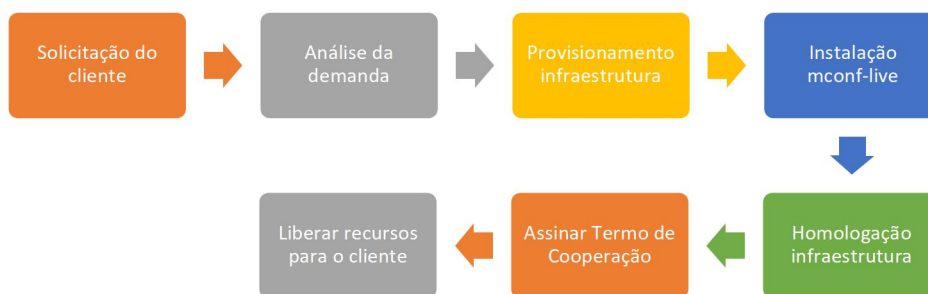 Solicitação do
cliente
Análise da
demanda
Provisionamento
infraestrutura
Instalação
mconf-live
Homologação
infraestrutura
Assinar Termo de
Cooperação
Liberar recursos
para o cliente